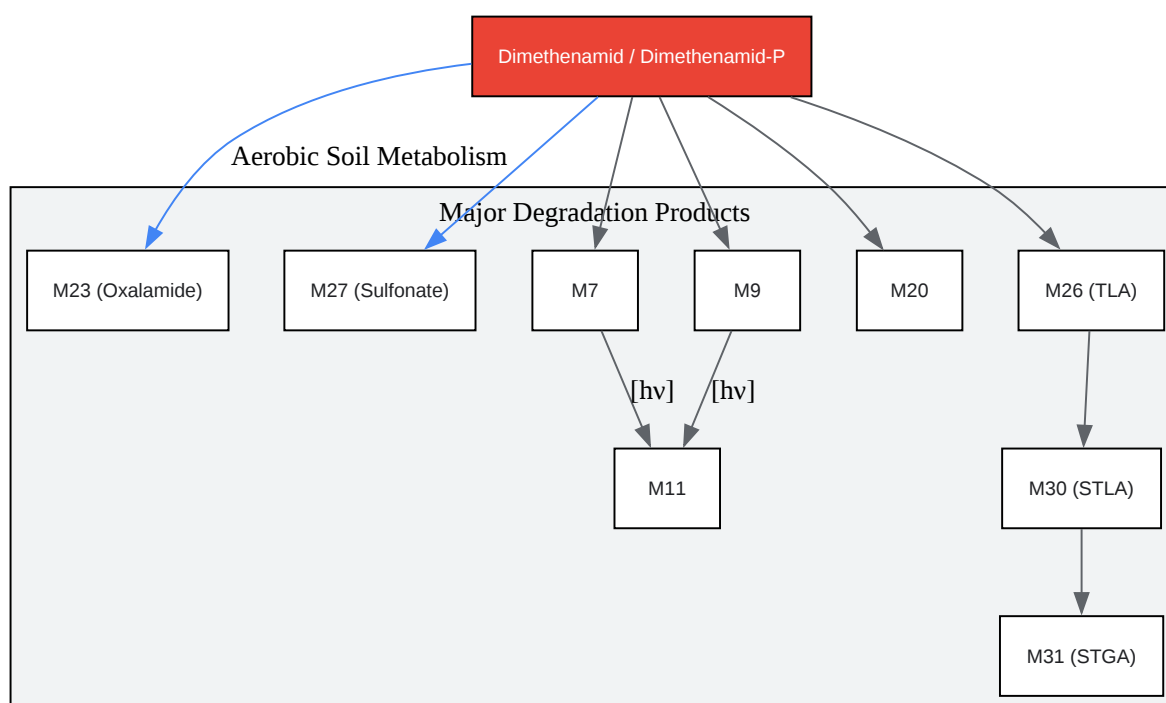 Dimethenamid / Dimethenamid-P
Aerobic Soil Metabolism
Major Degradation Products
M23 (Oxalamide)
M27 (Sulfonate)
M7
M9
M20
M26 (TLA)
[hv]
[hv]
M11
M30 (STLA)
M31 (STGA)